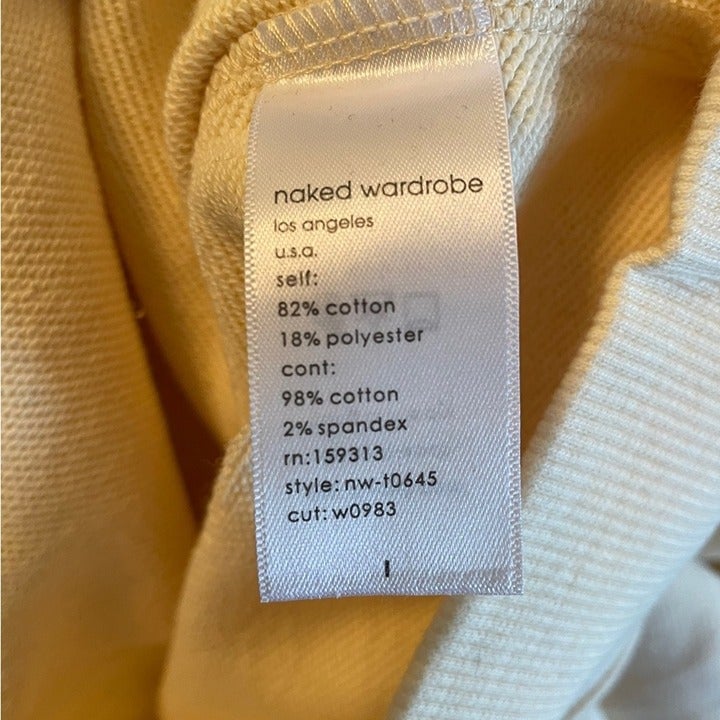 naked wardrobe
los angeles
u.s.a.
self:
82% cotton
18% polyester
cont:
98% cotton
2% spandex
rn:159313
style: nw-t0645
cut: w0983
l